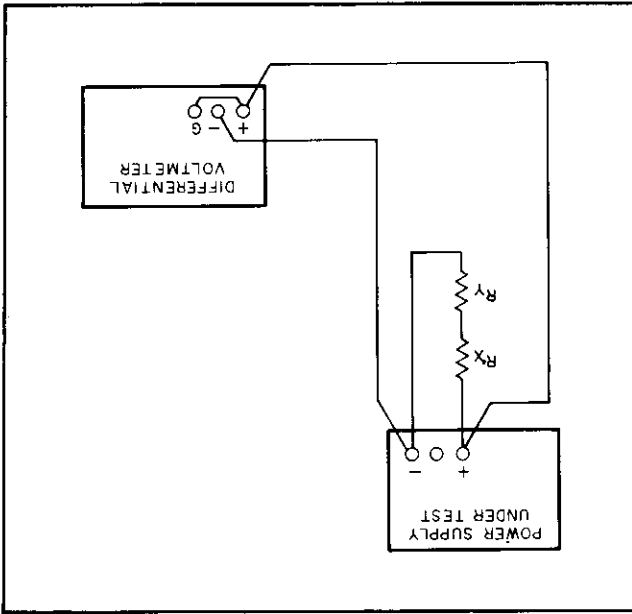 POWER SUPPLY
UNDER TEST
+ −
RX
RY
DIFFERENTIAL
VOLTMETER
+ − G